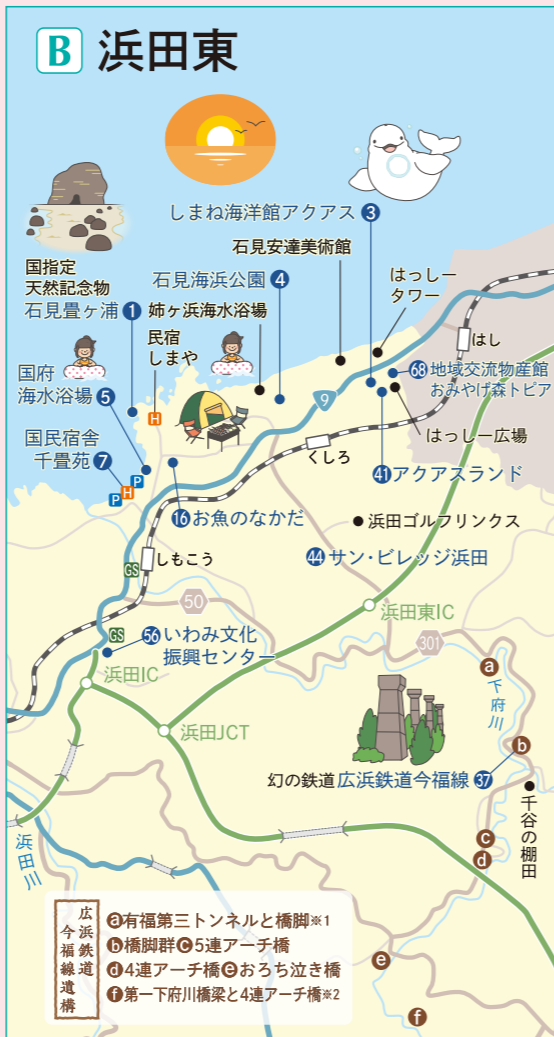 B 浜田東
しまね海洋館アクアス 3
国指定
天然記念物
石見畳ヶ浦 1
石見海浜公園 4
石見安達美術館
はっしー
タワー
姉ヶ浜海水浴場
民宿
しまや
H
国府
海水浴場 5
国民宿舎
千畳苑 7
P
H
P
9
はし
68 地域交流物産館
おみやげ森トピア
はっしー広場
くしろ
41 アクアスランド
16 お魚のなかだ
浜田ゴルフリンクス
しもこう
44 サン・ビレッジ浜田
GS
50
浜田東IC
GS
56 いわみ文化
振興センター
301
a
下府川
浜田IC
浜田JCT
b
幻の鉄道 広浜鉄道今福線 37
千谷の棚田
c
d
浜田川
広浜鉄道
今福線遺構
a有福第三トンネルと橋脚※1
b橋脚群 c5連アーチ橋
d4連アーチ橋 eおろち泣き橋
f第一下府川橋梁と4連アーチ橋※2
e
f